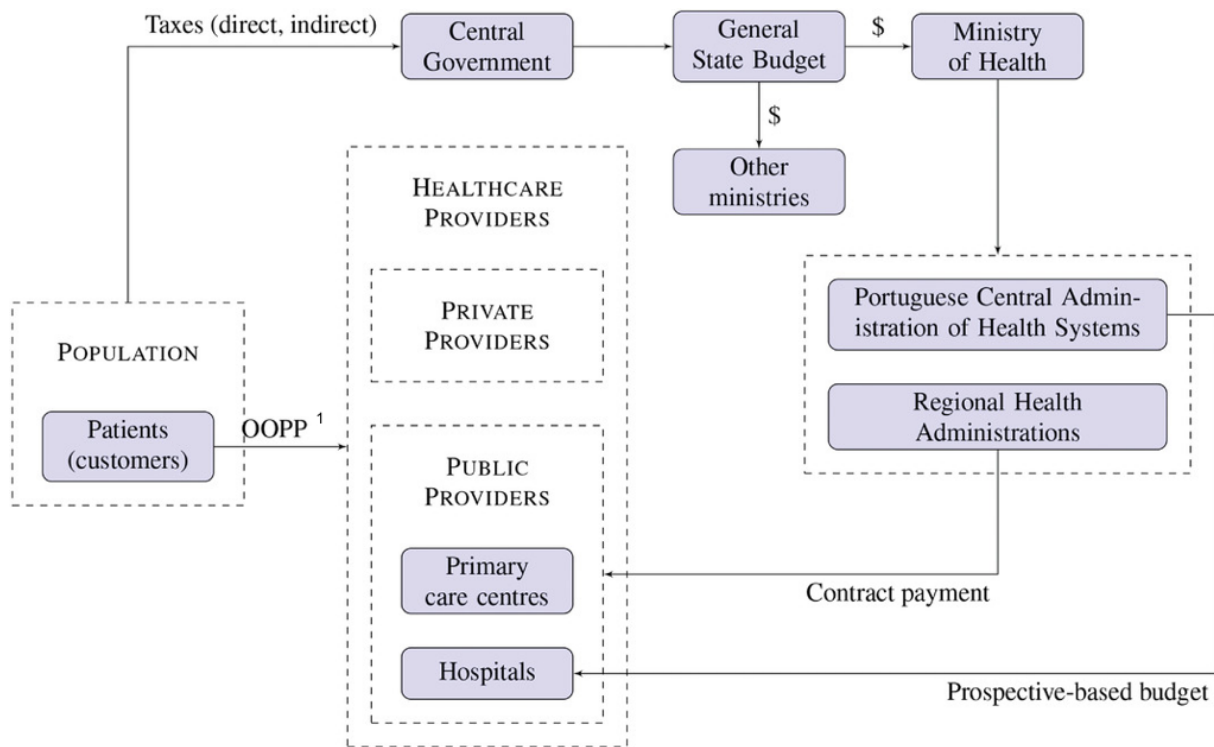 Taxes (direct, indirect)
Central
Government
General
State Budget
$
Ministry
of Health
$
Other
ministries
HEALTHCARE
PROVIDERS
PRIVATE
PROVIDERS
POPULATION
Patients
(customers)
OOPP 1
PUBLIC
PROVIDERS
Primary
care centres
Hospitals
Portuguese Central Admin-
istration of Health Systems
Regional Health
Administrations
Contract payment
Prospective-based budget